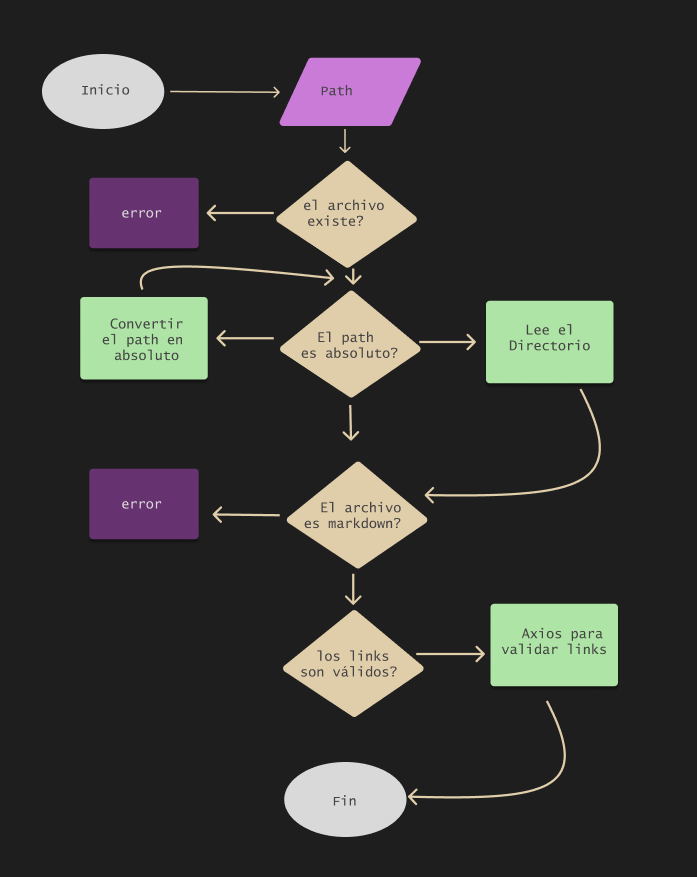 Inicio
Path
el archivo
existe?
error
Convertir
el path en
absoluto
El path
es absoluto?
Lee el
Directorio
error
El archivo
es markdown?
los links
son válidos?
Axios para
validar links
Fin